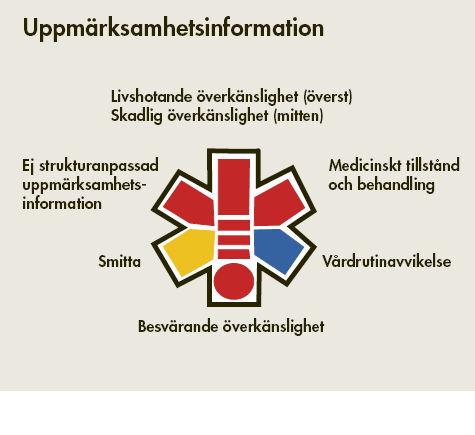 Uppmärksamhetsinformation
Livshotande överkänslighet (överst)
Skadlig överkänslighet (mitten)
Ej strukturanpassad
uppmärksamhets-
information
Medicinskt tillstånd
och behandling
Smitta
Vårdrutinavvikelse
Besvärande överkänslighet